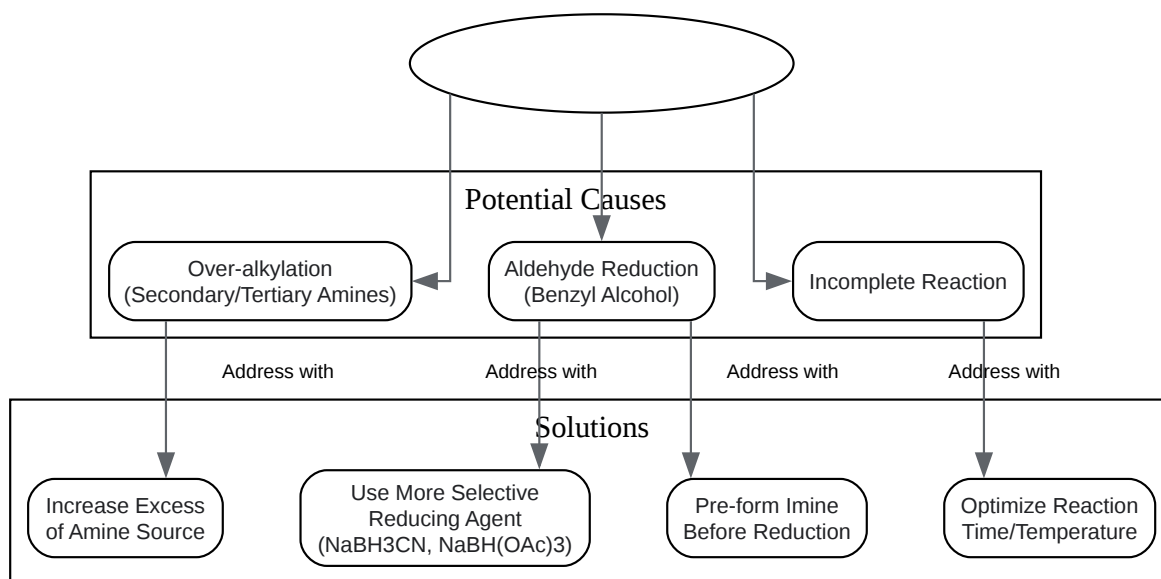 Potential Causes
Over-alkylation
(Secondary/Tertiary Amines)
Aldehyde Reduction
(Benzyl Alcohol)
Incomplete Reaction
Address with
Address with
Address with
Address with
Solutions
Increase Excess
of Amine Source
Use More Selective
Reducing Agent
(NaBH3CN, NaBH(OAc)3)
Pre-form Imine
Before Reduction
Optimize Reaction
Time/Temperature